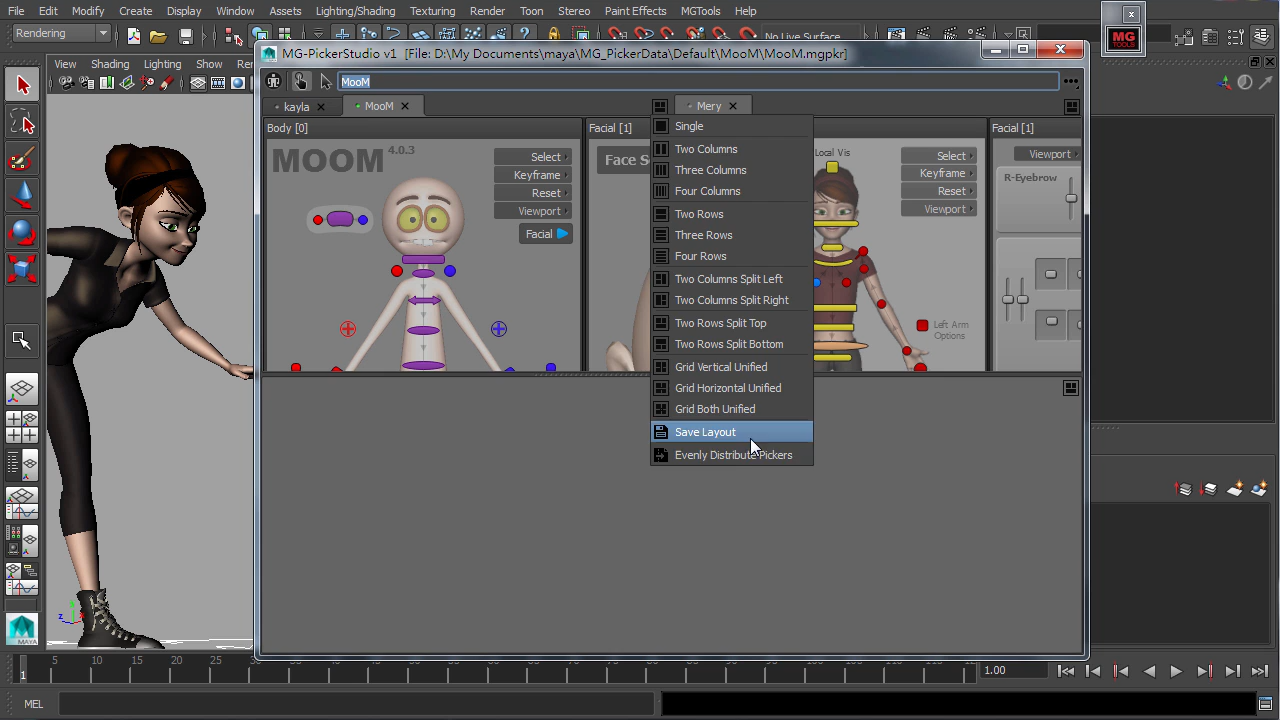 File Edit Modify Create Display Window Assets Lighting/Shading Texturing Render Toon Stereo Paint Effects MGTools Help
Rendering
No Live Surface
MG
TOOLS
MG-PickerStudio v1 [File: D:\My Documents\maya\MG_PickerData\Default\MooM\MooM.mgpkr]
View Shading Lighting Show
MooM
kayla
MooM
Mery
Body [0]
Facial [1]
Facial [1]
MOOM 4.0.3
Select
Keyframe
Reset
Viewport
Facial
Face S
Single
Two Columns
Three Columns
Four Columns
Two Rows
Three Rows
Four Rows
Two Columns Split Left
Two Columns Split Right
Two Rows Split Top
Two Rows Split Bottom
Grid Vertical Unified
Grid Horizontal Unified
Grid Both Unified
Save Layout
Evenly Distribute Pickers
Local Vis
Select
Keyframe
Reset
Viewport
Left Arm
Options
Viewport
R-Eyebrow
z
MAYA
1
5 10 15 20 25 30 35
1.00
MEL